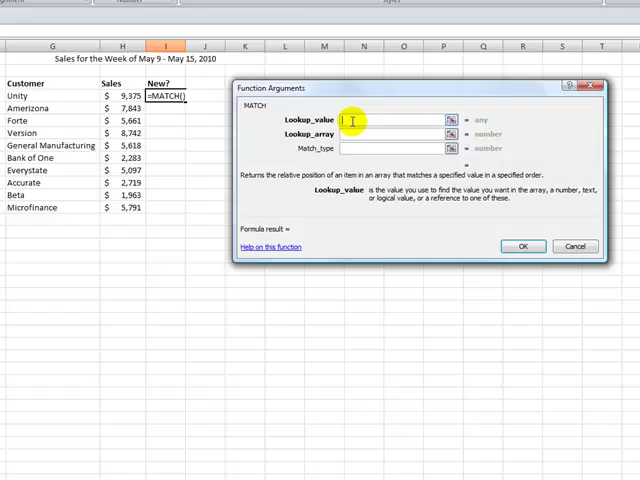 Number
Styles
G H I J K L M N O P Q R S T
Sales for the Week of May 9 - May 15, 2010
Customer Sales New?
Unity $ 9,375 =MATCH()
Amerizona $ 7,843
Forte $ 5,661
Version $ 8,742
General Manufacturing $ 5,618
Bank of One $ 2,283
Everystate $ 5,097
Accurate $ 2,719
Beta $ 1,963
Microfinance $ 5,791
Function Arguments
MATCH
Lookup_value = any
Lookup_array = number
Match_type = number
=
Returns the relative position of an item in an array that matches a specified value in a specified order.
Lookup_value is the value you use to find the value you want in the array, a number, text,
or logical value, or a reference to one of these.
Formula result =
Help on this function OK Cancel